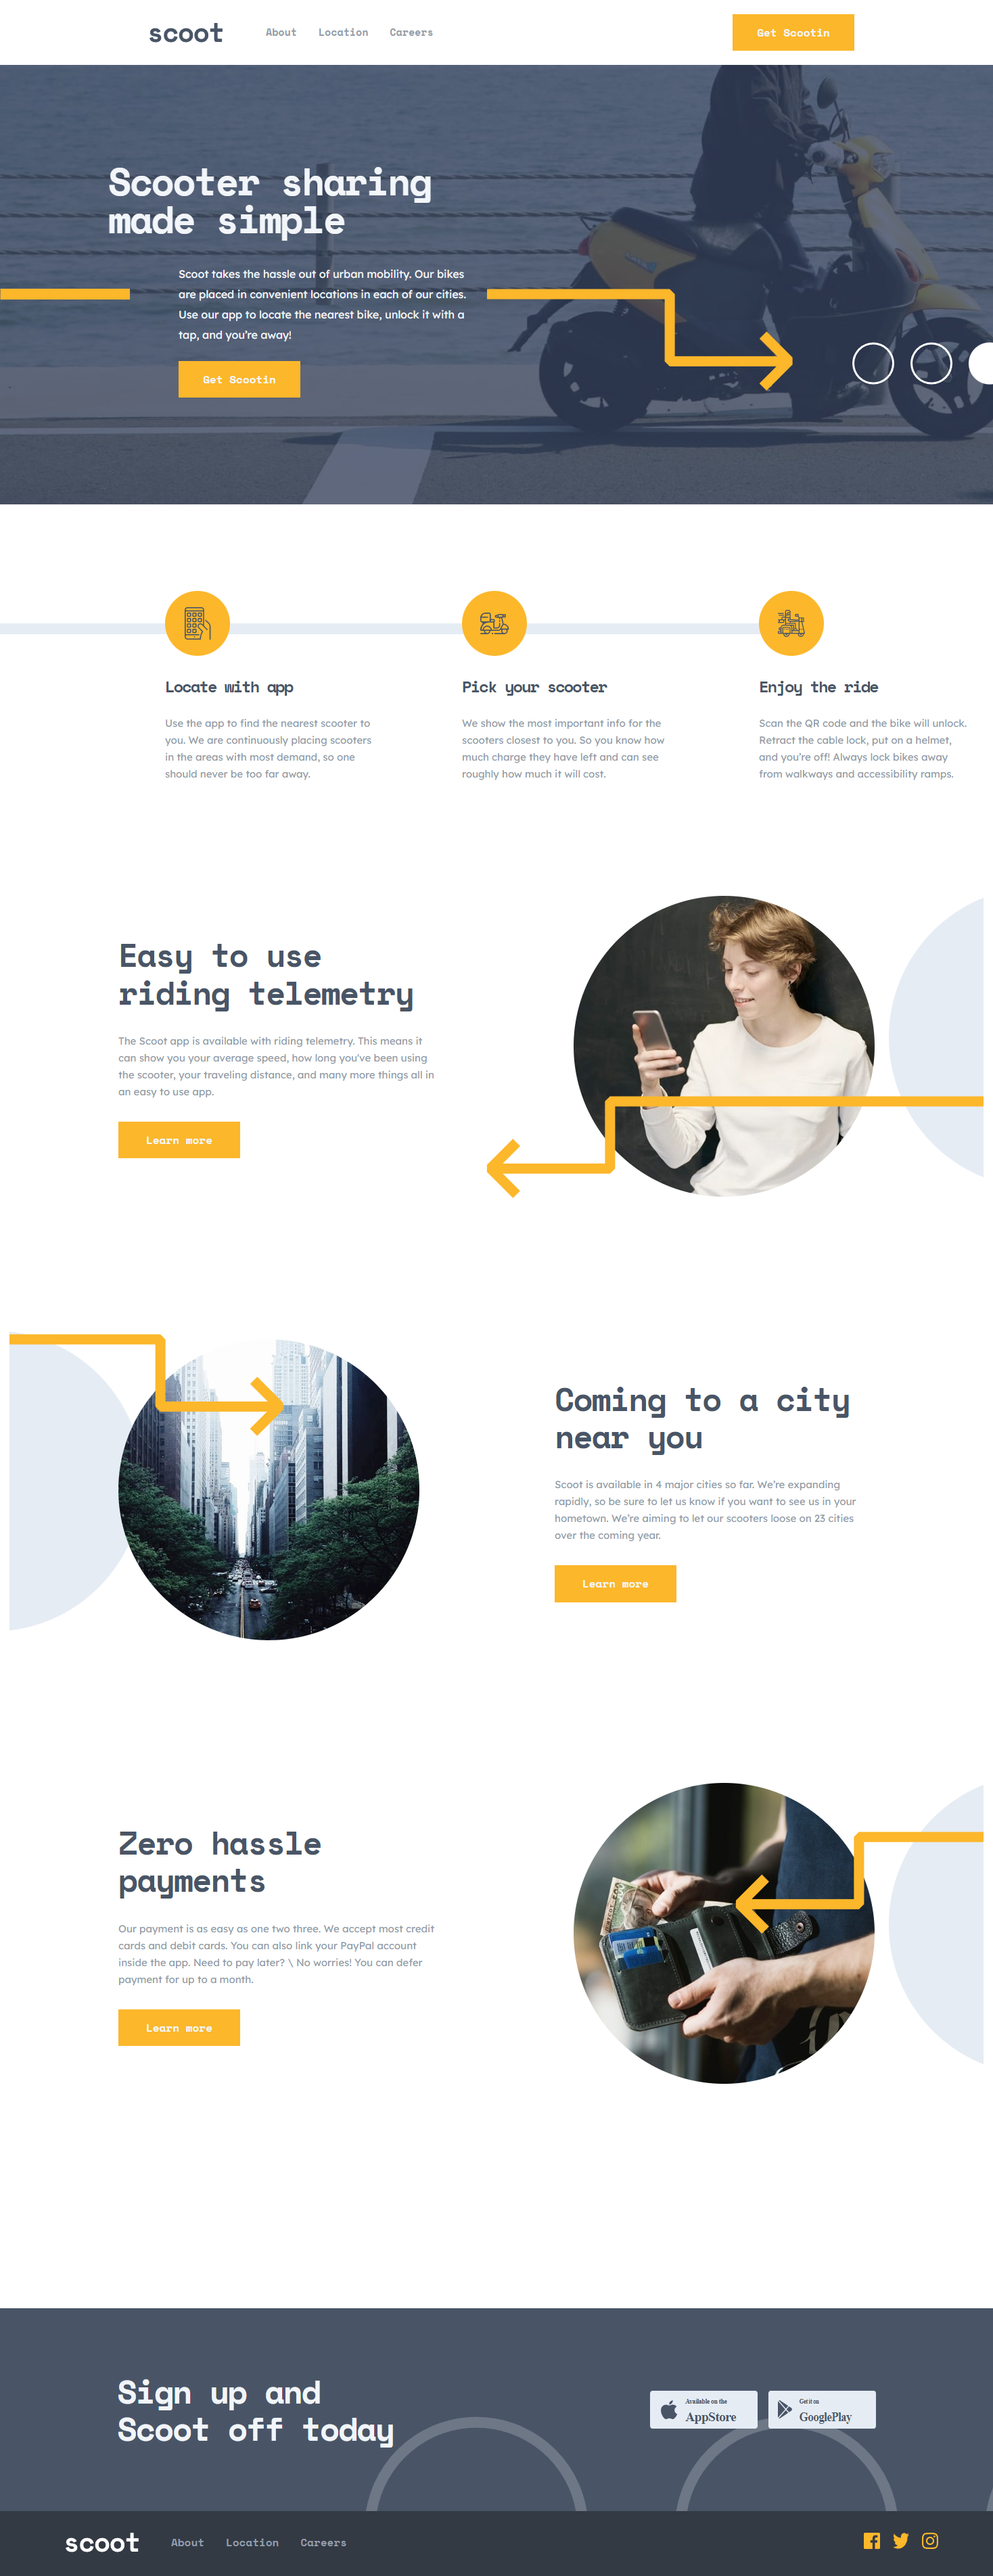 scoot
About Location Careers
Get Scootin
Scooter sharing
made simple
Scoot takes the hassle out of urban mobility. Our bikes
are placed in convenient locations in each of our cities.
Use our app to locate the nearest bike, unlock it with a
tap, and you’re away!
Get Scootin
Locate with app
Use the app to find the nearest scooter to
you. We are continuously placing scooters
in the areas with most demand, so one
should never be too far away.
Pick your scooter
We show the most important info for the
scooters closest to you. So you know how
much charge they have left and can see
roughly how much it will cost.
Enjoy the ride
Scan the QR code and the bike will unlock.
Retract the cable lock, put on a helmet,
and you’re off! Always lock bikes away
from walkways and accessibility ramps.
Easy to use
riding telemetry
The Scoot app is available with riding telemetry. This means it
can show you your average speed, how long you've been using
the scooter, your traveling distance, and many more things all in
an easy to use app.
Learn more
Coming to a city
near you
Scoot is available in 4 major cities so far. We’re expanding
rapidly, so be sure to let us know if you want to see us in your
hometown. We’re aiming to let our scooters loose on 23 cities
over the coming year.
Learn more
Zero hassle
payments
Our payment is as easy as one two three. We accept most credit
cards and debit cards. You can also link your PayPal account
inside the app. Need to pay later? \ No worries! You can defer
payment for up to a month.
Learn more
Sign up and
Scoot off today
Available on the
AppStore
Get it on
GooglePlay
scoot
About Location Careers